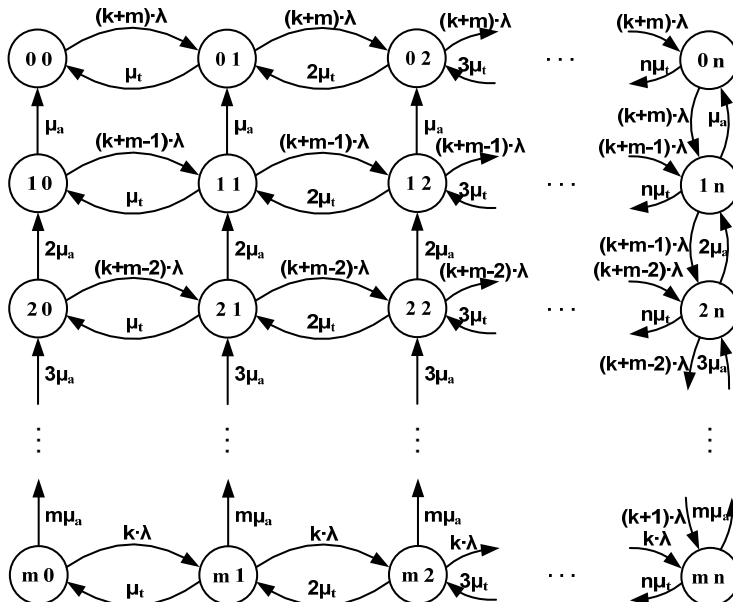 (k+m)·λ (k+m)·λ (k+m)·λ (k+m)·λ
0 0 0 1 0 2 ··· 0 n
μt 2μt 3μt nμt
μa μa μa (k+m)·λ μa
(k+m-1)·λ (k+m-1)·λ (k+m-1)·λ (k+m-1)·λ
1 0 1 1 1 2 ··· 1 n
μt 2μt 3μt nμt
2μa 2μa 2μa (k+m-1)·λ 2μa
(k+m-2)·λ (k+m-2)·λ (k+m-2)·λ (k+m-2)·λ
2 0 2 1 2 2 ··· 2 n
μt 2μt 3μt nμt
3μa 3μa 3μa (k+m-2)·λ 3μa
⋮ ⋮ ⋮ ⋮
mμa mμa mμa (k+1)·λ mμa
k·λ k·λ k·λ k·λ
m 0 m 1 m 2 ··· m n
μt 2μt 3μt nμt